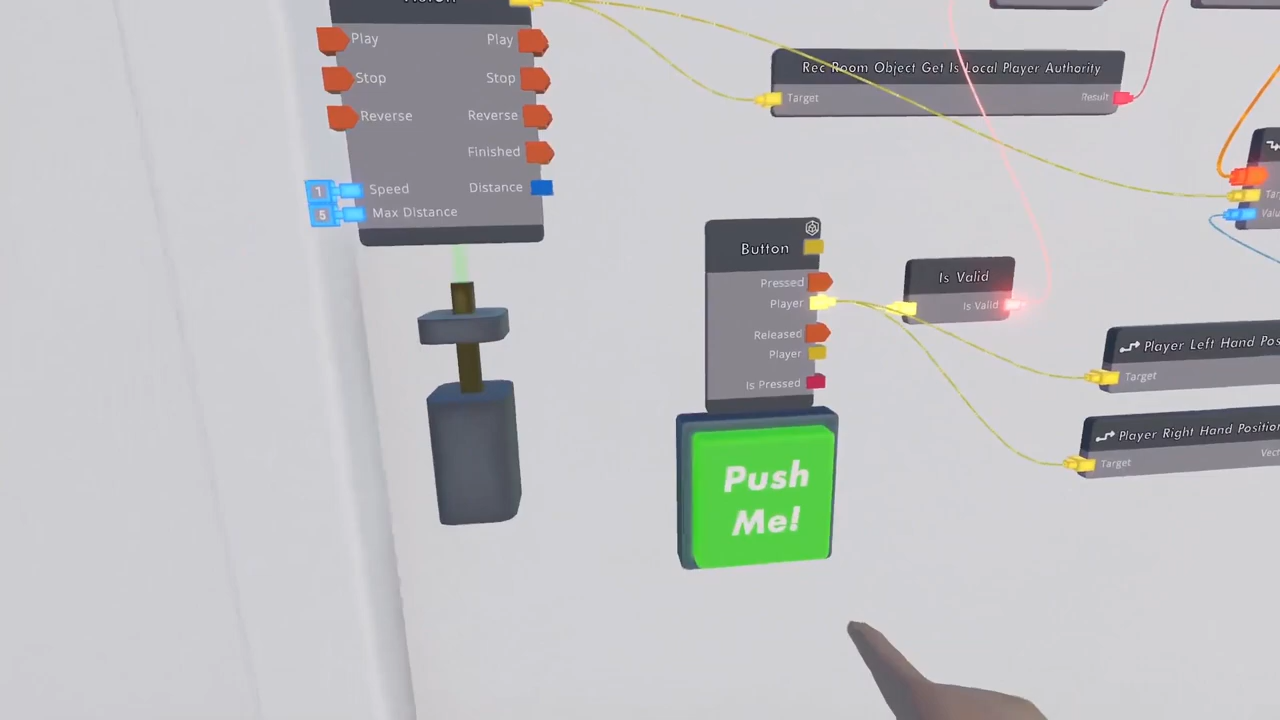 Play Play
Stop Stop
Reverse Reverse
Finished
1 Speed Distance
5 Max Distance
Rec Room Object Get Is Local Player Authority
Target Result
Button
Pressed
Player
Released
Player
Is Pressed
Is Valid
Is Valid
Player Left Hand
Target
Player Right Hand
Target
Push
Me!